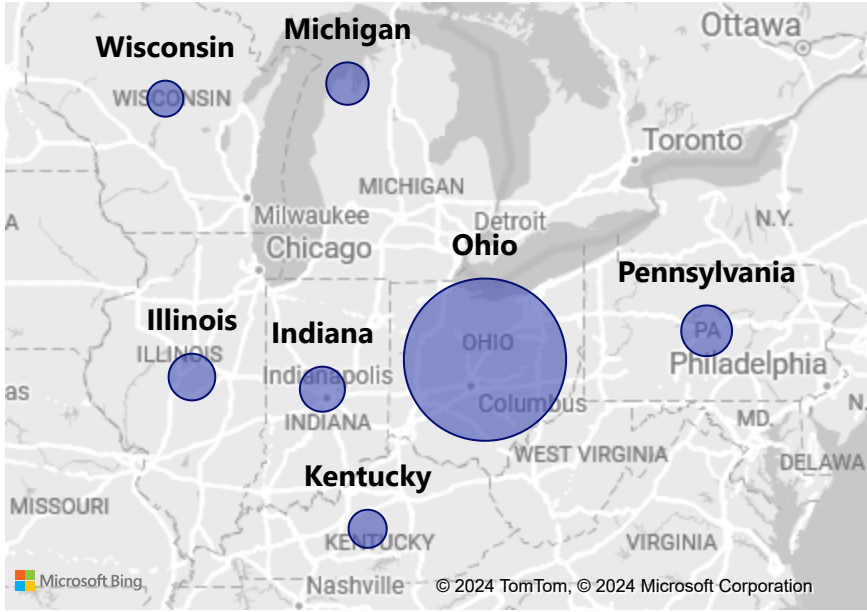 Ottawa
Michigan
Wisconsin
WISCONSIN
Toronto
MICHIGAN
Milwaukee
Detroit
N.Y.
A
Chicago
Ohio
Pennsylvania
Illinois
Indiana
PA
OHIO
ILLINOIS
Philadelphia
Indianapolis
as
Columbus
N.
INDIANA
MD.
WEST VIRGINIA
DELAWA
Kentucky
MISSOURI
KENTUCKY
VIRGINIA
Microsoft Bing
Nashville
© 2024 TomTom, © 2024 Microsoft Corporation